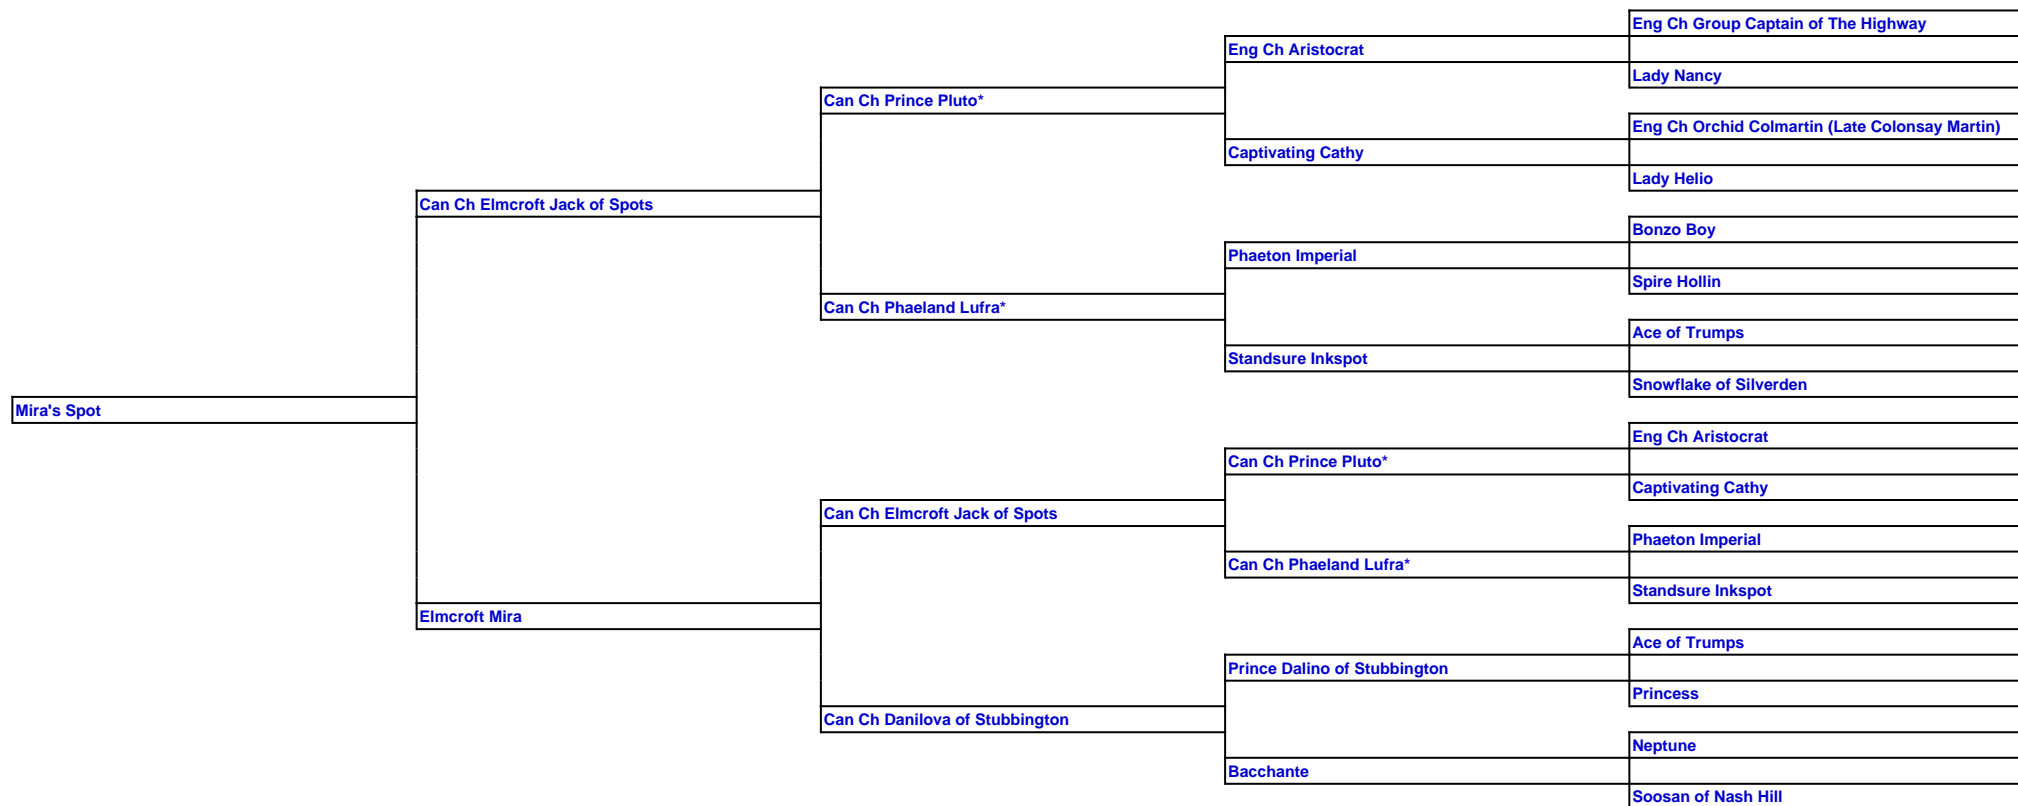 Eng Ch Group Captain of The Highway
Eng Ch Aristocrat
Lady Nancy
Can Ch Prince Pluto*
Eng Ch Orchid Colmartin (Late Colonsay Martin)
Captivating Cathy
Lady Helio
Can Ch Elmcroft Jack of Spots
Bonzo Boy
Phaeton Imperial
Spire Hollin
Can Ch Phaeland Lufra*
Ace of Trumps
Standsure Inkspot
Snowflake of Silverden
Mira's Spot
Eng Ch Aristocrat
Can Ch Prince Pluto*
Captivating Cathy
Can Ch Elmcroft Jack of Spots
Phaeton Imperial
Can Ch Phaeland Lufra*
Standsure Inkspot
Elmcroft Mira
Ace of Trumps
Prince Dalino of Stubbington
Princess
Can Ch Danilova of Stubbington
Neptune
Bacchante
Soosan of Nash Hill